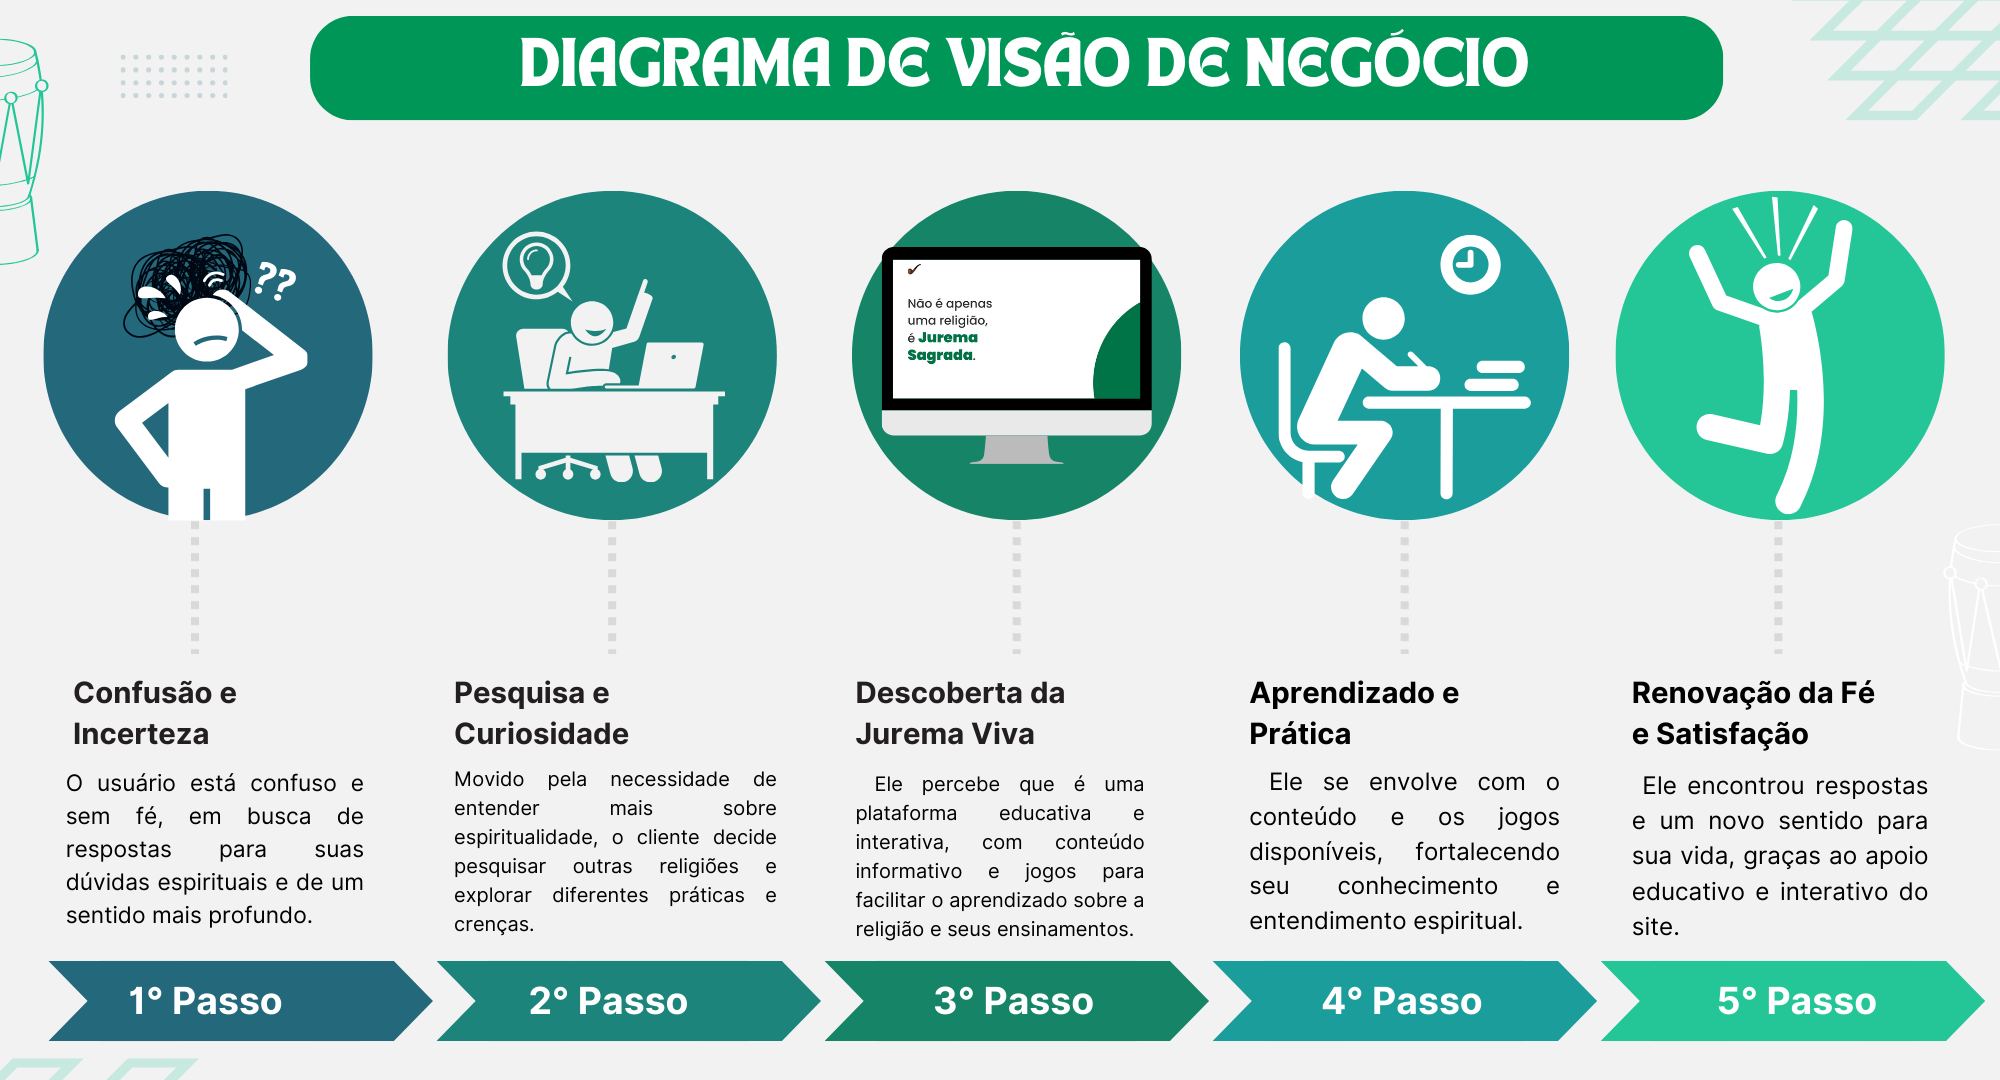 DIAGRAMA DE VISÃO DE NEGÓCIO
??
Não é apenas
uma religião,
é Jurema
Sagrada.
Confusão e
Incerteza
O usuário está confuso e
sem fé, em busca de
respostas para suas
dúvidas espirituais e de um
sentido mais profundo.
1° Passo
Pesquisa e
Curiosidade
Movido pela necessidade de
entender mais sobre
espiritualidade, o cliente decide
pesquisar outras religiões e
explorar diferentes práticas e
crenças.
2° Passo
Descoberta da
Jurema Viva
Ele percebe que é uma
plataforma educativa e
interativa, com conteúdo
informativo e jogos para
facilitar o aprendizado sobre a
religião e seus ensinamentos.
3° Passo
Aprendizado e
Prática
Ele se envolve com o
conteúdo e os jogos
disponíveis, fortalecendo
seu conhecimento e
entendimento espiritual.
4° Passo
Renovação da Fé
e Satisfação
Ele encontrou respostas
e um novo sentido para
sua vida, graças ao apoio
educativo e interativo do
site.
5° Passo